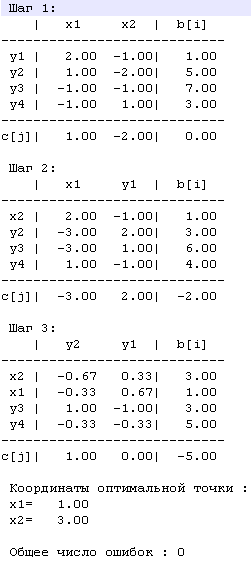 Шаг 1:
    |    x1     x2  |  b[i]
-------------------------------
y1 |   2.00  -1.00|   1.00
y2 |   1.00  -2.00|   5.00
y3 |  -1.00  -1.00|   7.00
y4 |  -1.00   1.00|   3.00
-------------------------------
c[j]|   1.00  -2.00|   0.00
Шаг 2:
    |    x1     y1  |  b[i]
-------------------------------
x2 |   2.00  -1.00|   1.00
y2 |  -3.00   2.00|   3.00
y3 |  -3.00   1.00|   6.00
y4 |   1.00  -1.00|   4.00
-------------------------------
c[j]|  -3.00   2.00|  -2.00
Шаг 3:
    |    y2     y1  |  b[i]
-------------------------------
x2 |  -0.67   0.33|   3.00
x1 |  -0.33   0.67|   1.00
y3 |   1.00  -1.00|   3.00
y4 |  -0.33  -0.33|   5.00
-------------------------------
c[j]|   1.00   0.00|  -5.00
Координаты оптимальной точки :
x1=   1.00
x2=   3.00
Общее число ошибок : 0